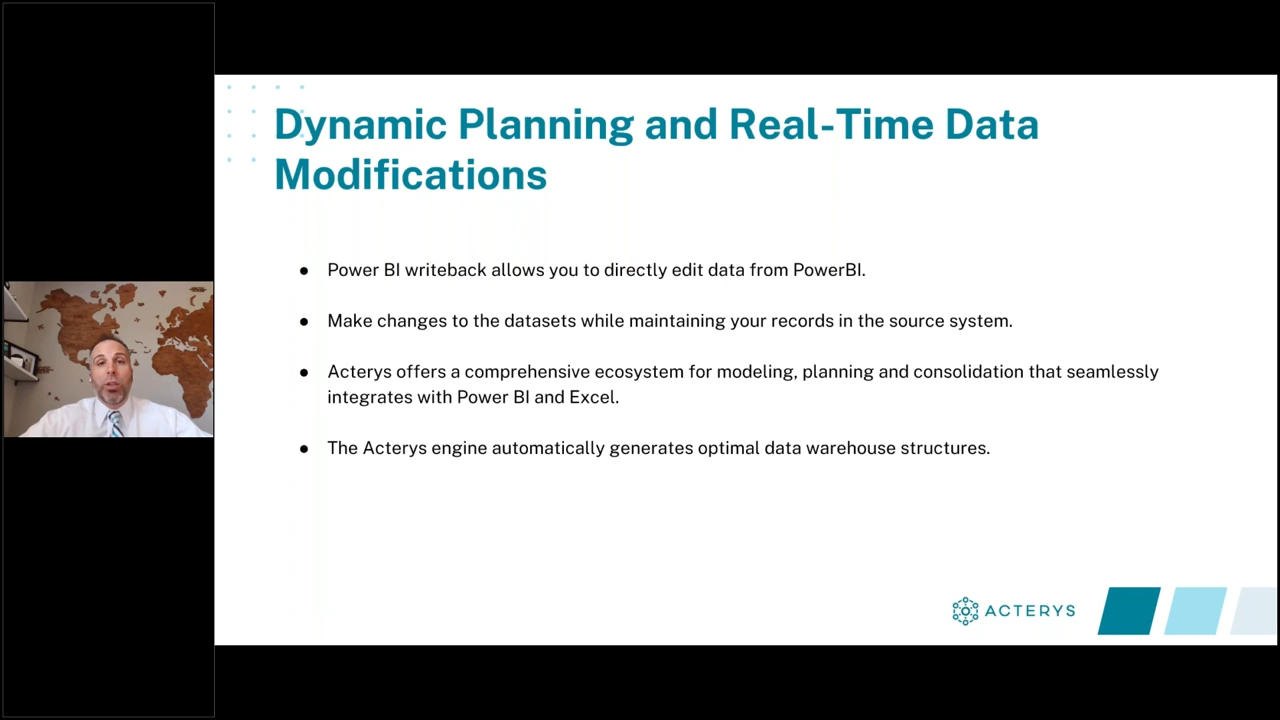 Dynamic Planning and Real-Time Data
Modifications
● Power BI writeback allows you to directly edit data from PowerBI.
● Make changes to the datasets while maintaining your records in the source system.
● Acterys offers a comprehensive ecosystem for modeling, planning and consolidation that seamlessly
integrates with Power BI and Excel.
● The Acterys engine automatically generates optimal data warehouse structures.
ACTERYS